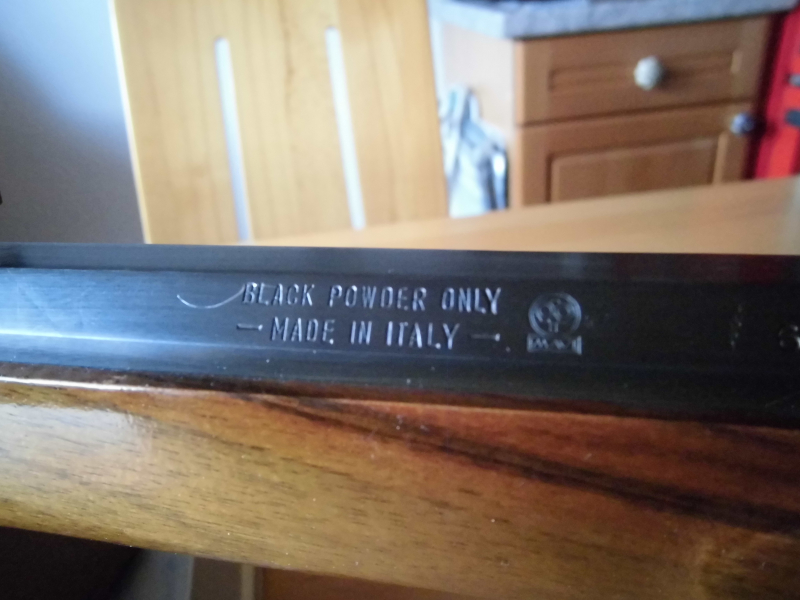 BLACK POWDER ONLY
— MADE IN ITALY —